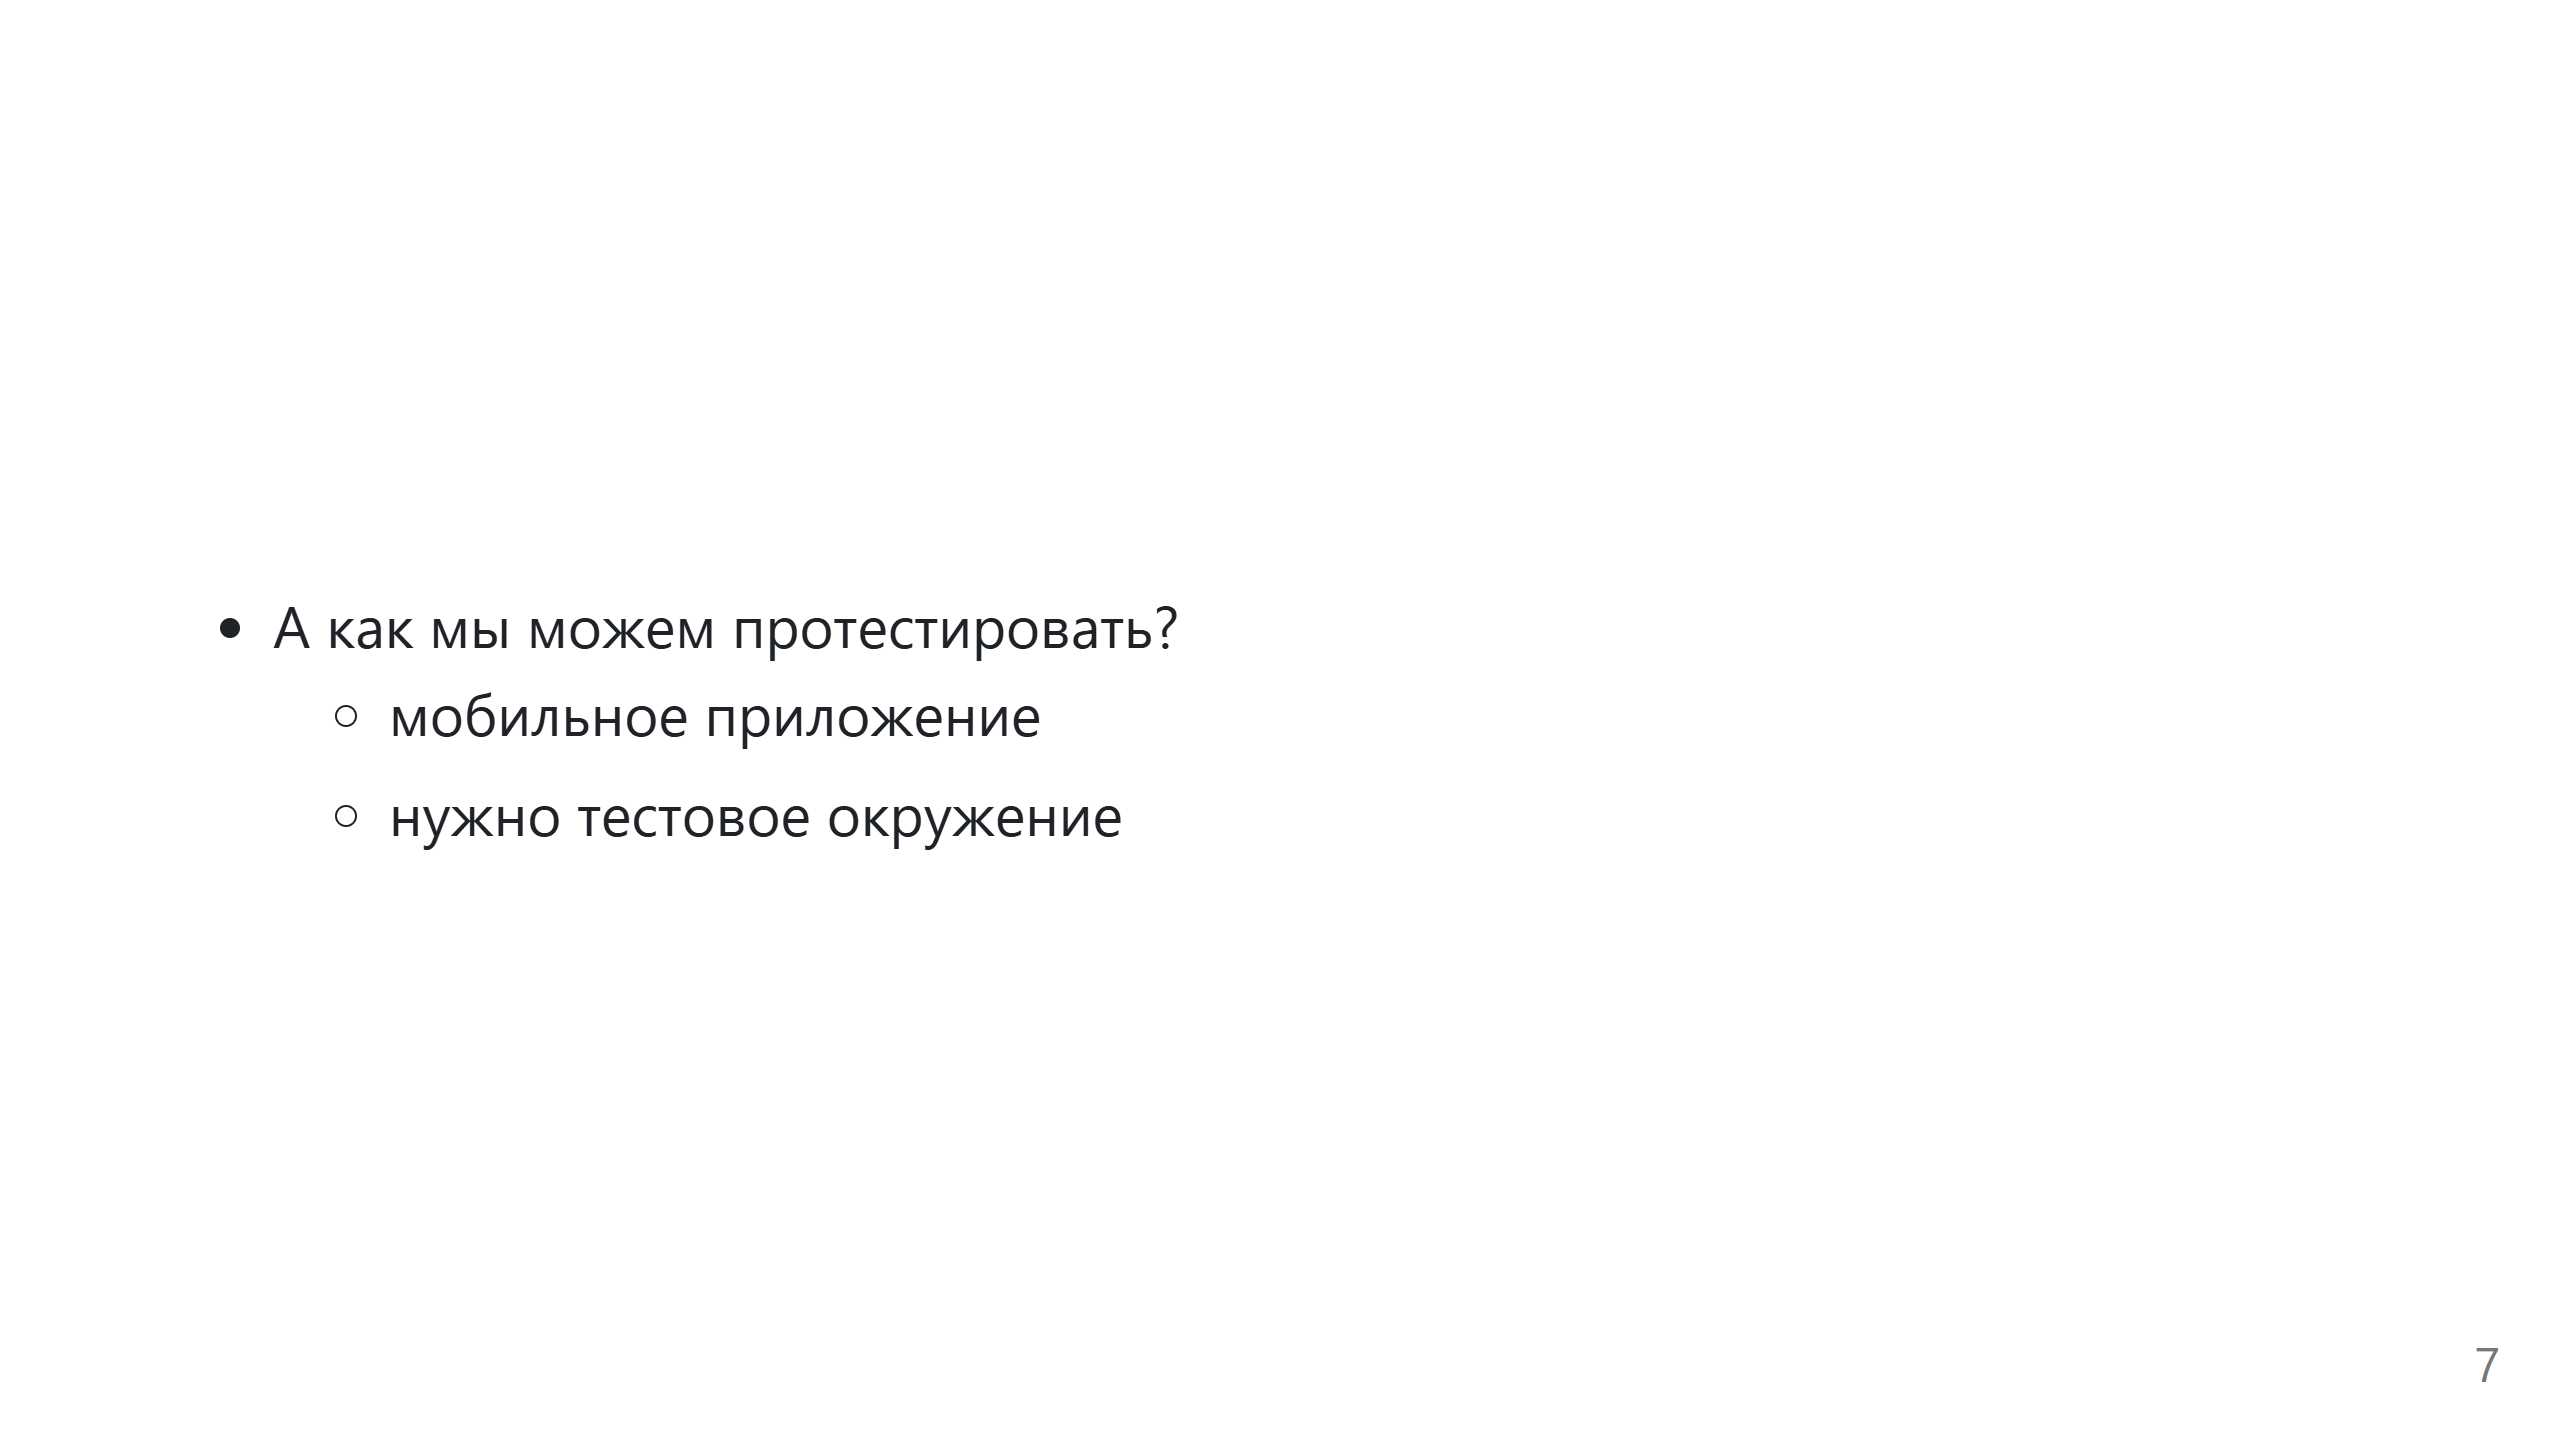 • А как мы можем протестировать?
○ мобильное приложение
○ нужно тестовое окружение
7